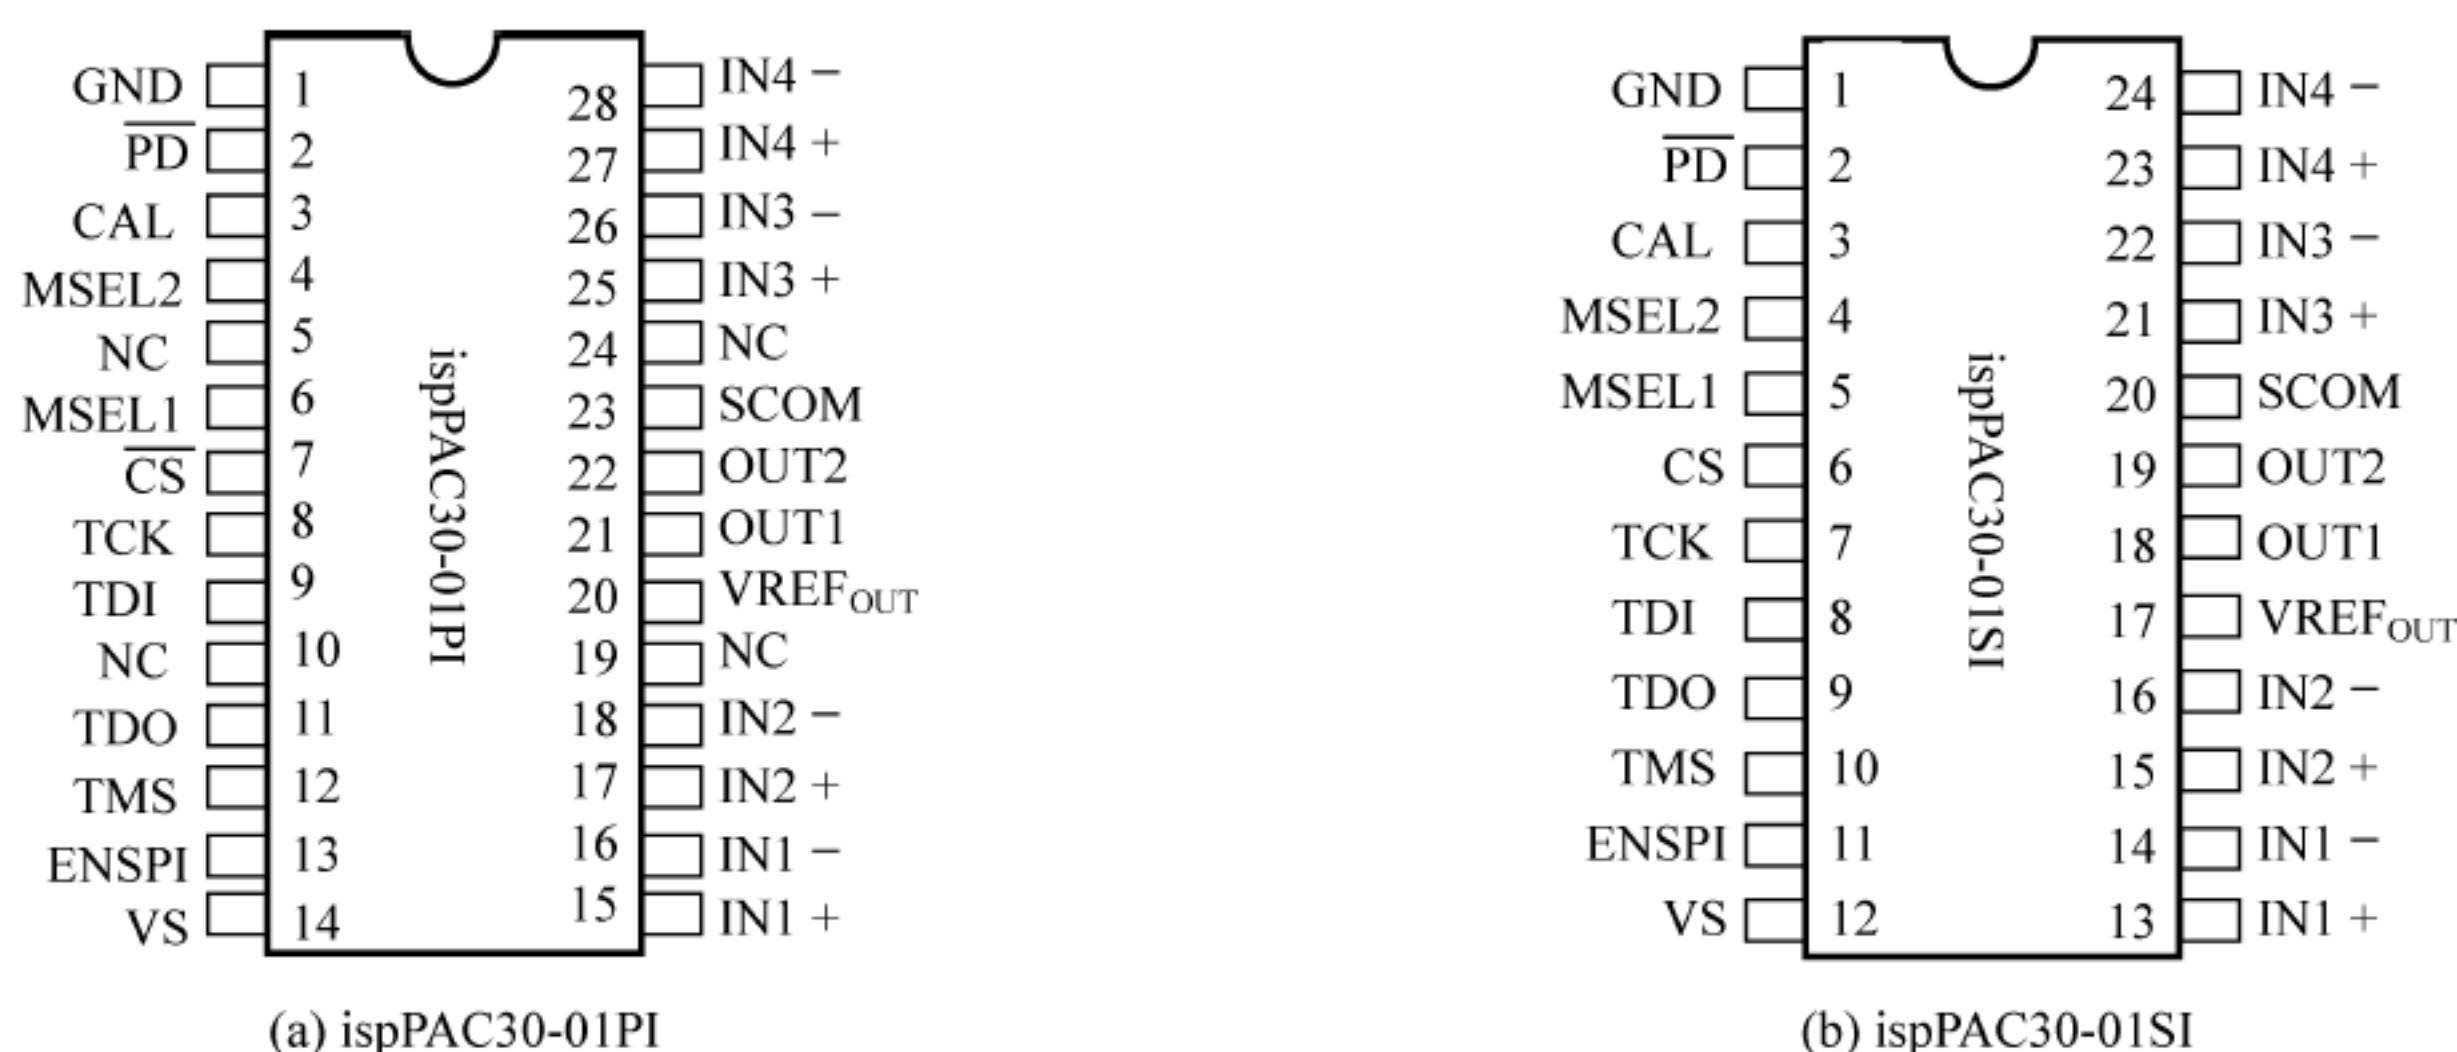 GND 1 28 IN4 −
P̅D̅ 2 27 IN4 +
CAL 3 26 IN3 −
MSEL2 4 25 IN3 +
NC 5 24 NC
MSEL1 6 23 SCOM
C̅S̅ 7 22 OUT2
TCK 8 21 OUT1
TDI 9 20 VREFOUT
NC 10 19 NC
TDO 11 18 IN2 −
TMS 12 17 IN2 +
ENSPI 13 16 IN1 −
VS 14 15 IN1 +
ispPAC30-01PI
(a) ispPAC30-01PI
GND 1 24 IN4 −
P̅D̅ 2 23 IN4 +
CAL 3 22 IN3 −
MSEL2 4 21 IN3 +
MSEL1 5 20 SCOM
CS 6 19 OUT2
TCK 7 18 OUT1
TDI 8 17 VREFOUT
TDO 9 16 IN2 −
TMS 10 15 IN2 +
ENSPI 11 14 IN1 −
VS 12 13 IN1 +
ispPAC30-01SI
(b) ispPAC30-01SI